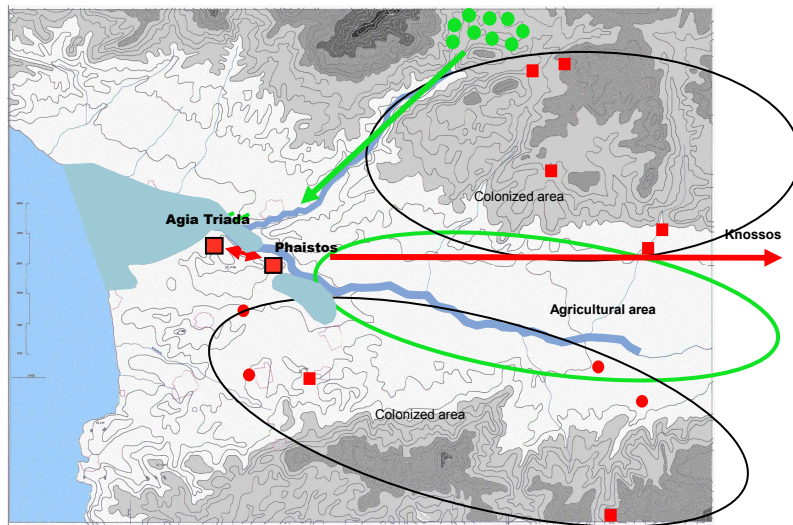 Colonized area
Agia Triada
Knossos
Phaistos
Agricultural area
Colonized area